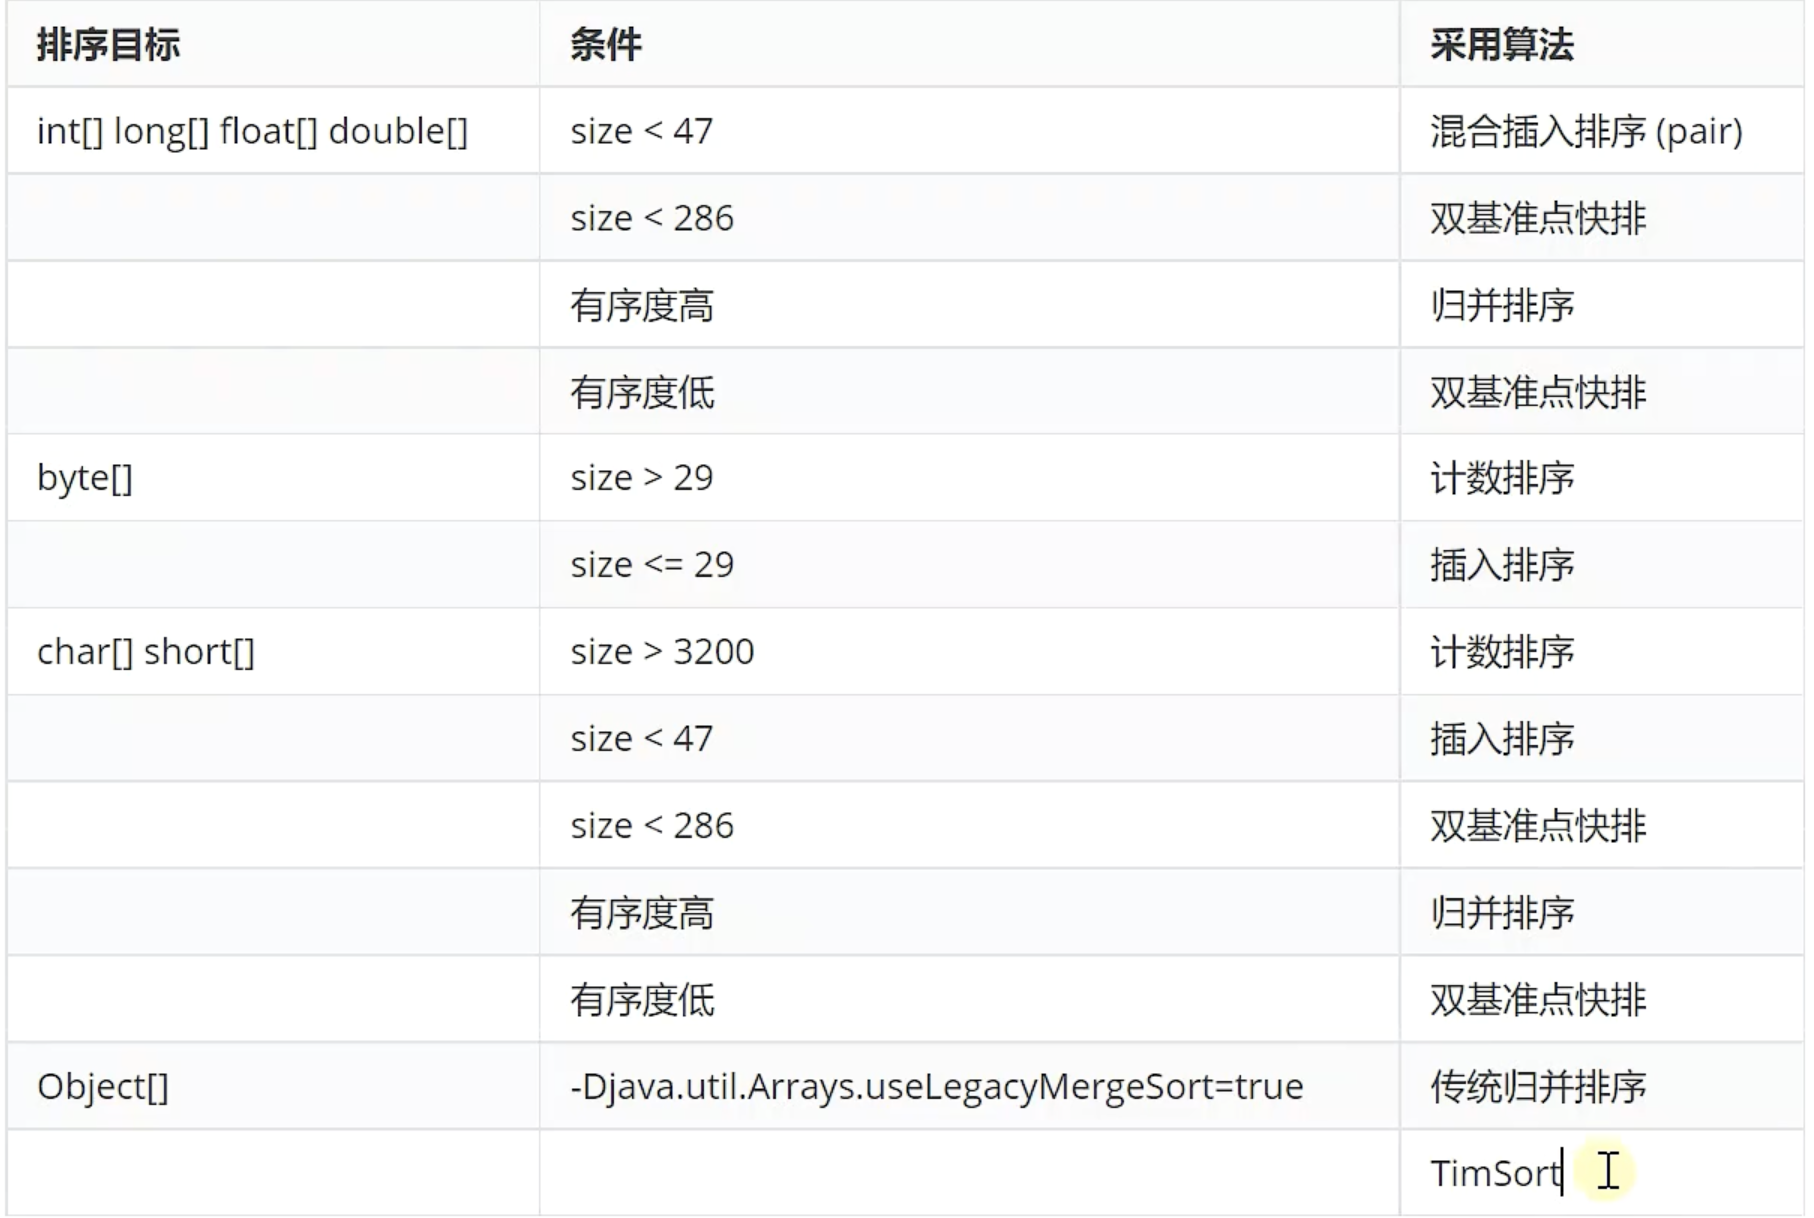 排序目标 条件 采用算法
int[] long[] float[] double[] size < 47 混合插入排序 (pair)
size < 286 双基准点快排
有序度高 归并排序
有序度低 双基准点快排
byte[] size > 29 计数排序
size <= 29 插入排序
char[] short[] size > 3200 计数排序
size < 47 插入排序
size < 286 双基准点快排
有序度高 归并排序
有序度低 双基准点快排
Object[] -Djava.util.Arrays.useLegacyMergeSort=true 传统归并排序
TimSort